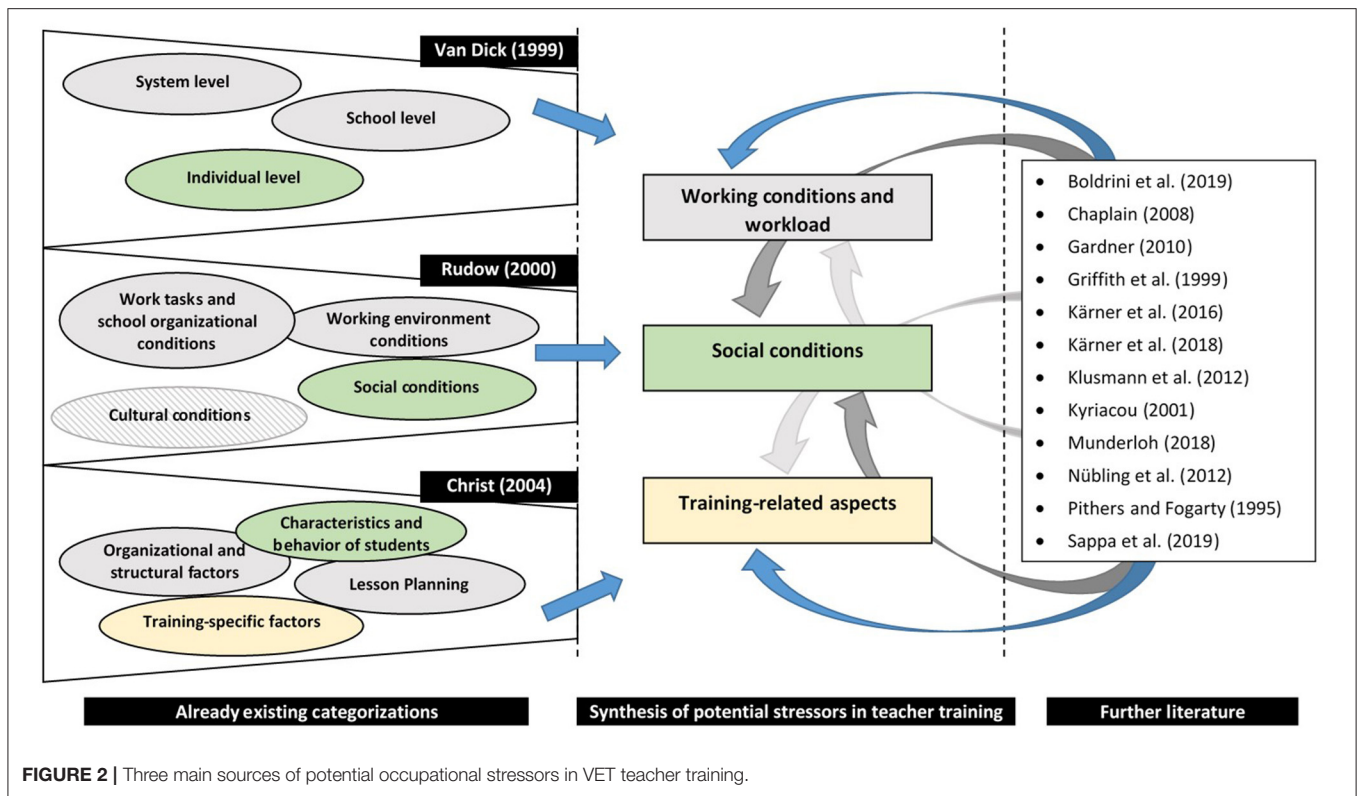 Van Dick (1999)
System level
School level
Individual level
Rudow (2000)
Work tasks and
school organizational
conditions
Working environment
conditions
Social conditions
Cultural conditions
Christ (2004)
Characteristics and
behavior of students
Organizational and
structural factors
Lesson Planning
Training-specific factors
Already existing categorizations
Working conditions and
workload
Social conditions
Training-related aspects
Synthesis of potential stressors in teacher training
• Boldrini et al. (2019)
• Chaplain (2008)
• Gardner (2010)
• Griffith et al. (1999)
• Kärner et al. (2016)
• Kärner et al. (2018)
• Klusmann et al. (2012)
• Kyriacou (2001)
• Munderloh (2018)
• Nübling et al. (2012)
• Pithers and Fogarty (1995)
• Sappa et al. (2019)
Further literature
FIGURE 2 | Three main sources of potential occupational stressors in VET teacher training.